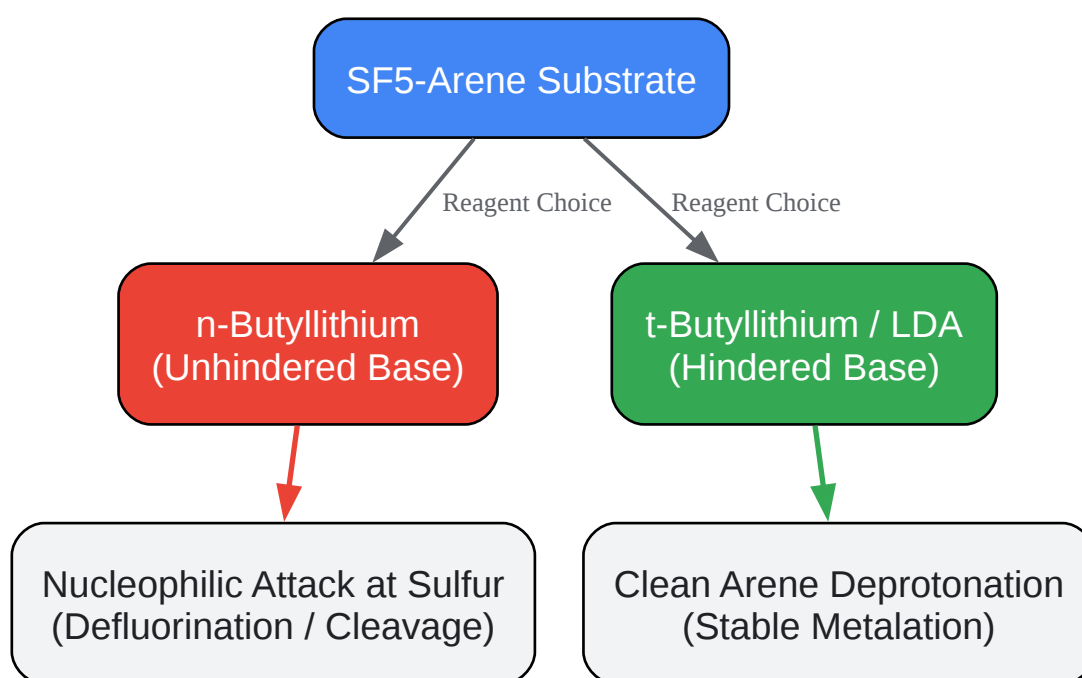 SF5-Arene Substrate
Reagent Choice
Reagent Choice
n-Butyllithium
(Unhindered Base)
t-Butyllithium / LDA
(Hindered Base)
Nucleophilic Attack at Sulfur
(Defluorination / Cleavage)
Clean Arene Deprotonation
(Stable Metalation)